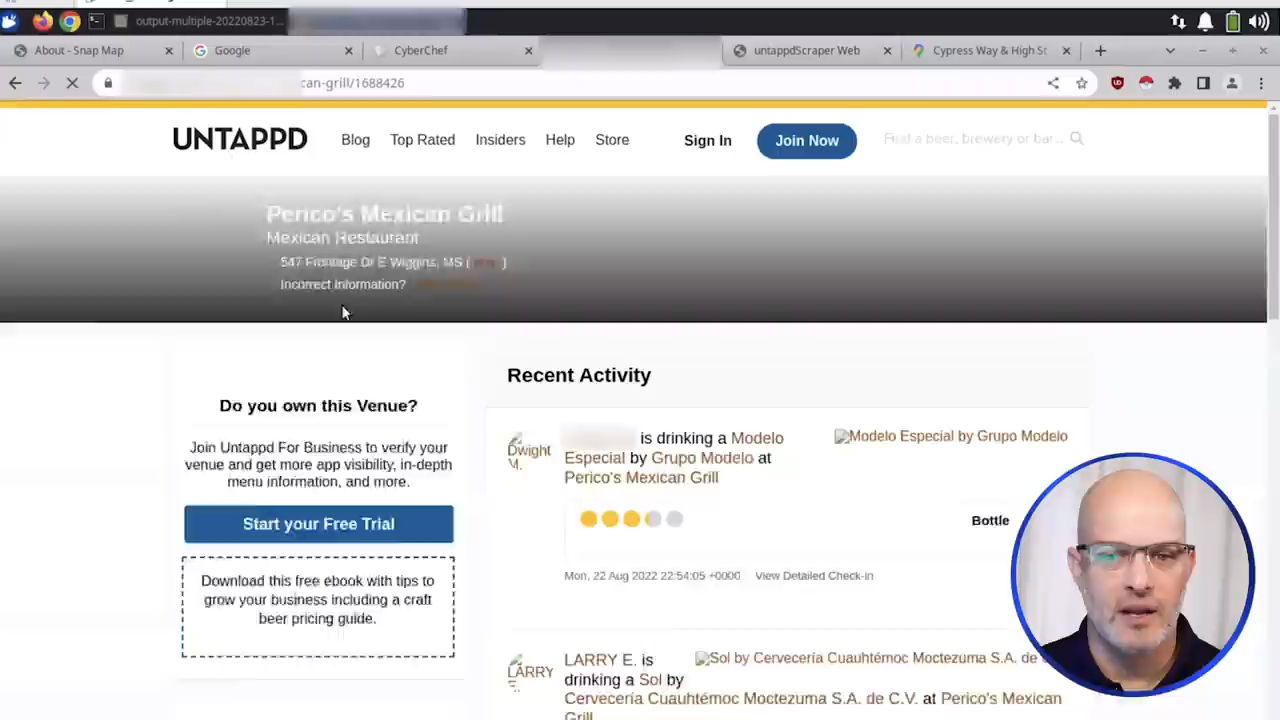 output-multiple-20220823-1...
About - Snap Map
Google
CyberChef
untappdScraper Web
Cypress Way & High St
can-grill/1688426
UNTAPPD
Blog
Top Rated
Insiders
Help
Store
Sign In
Join Now
Find a beer, brewery or bar...
Perico's Mexican Grill
Mexican Restaurant
547 Frontage Dr E Wiggins, MS ( )
Incorrect Information?
Do you own this Venue?
Join Untappd For Business to verify your
venue and get more app visibility, in-depth
menu information, and more.
Start your Free Trial
Download this free ebook with tips to
grow your business including a craft
beer pricing guide.
Recent Activity
Dwight
M.
is drinking a Modelo
Especial by Grupo Modelo at
Perico's Mexican Grill
Modelo Especial by Grupo Modelo
Bottle
Mon, 22 Aug 2022 22:54:05 +0000
View Detailed Check-in
LARRY
E.
LARRY E. is
drinking a Sol by
Cervecería Cuauhtémoc Moctezuma S.A. de C.V. at Perico's Mexican
Grill
Sol by Cervecería Cuauhtémoc Moctezuma S.A. de